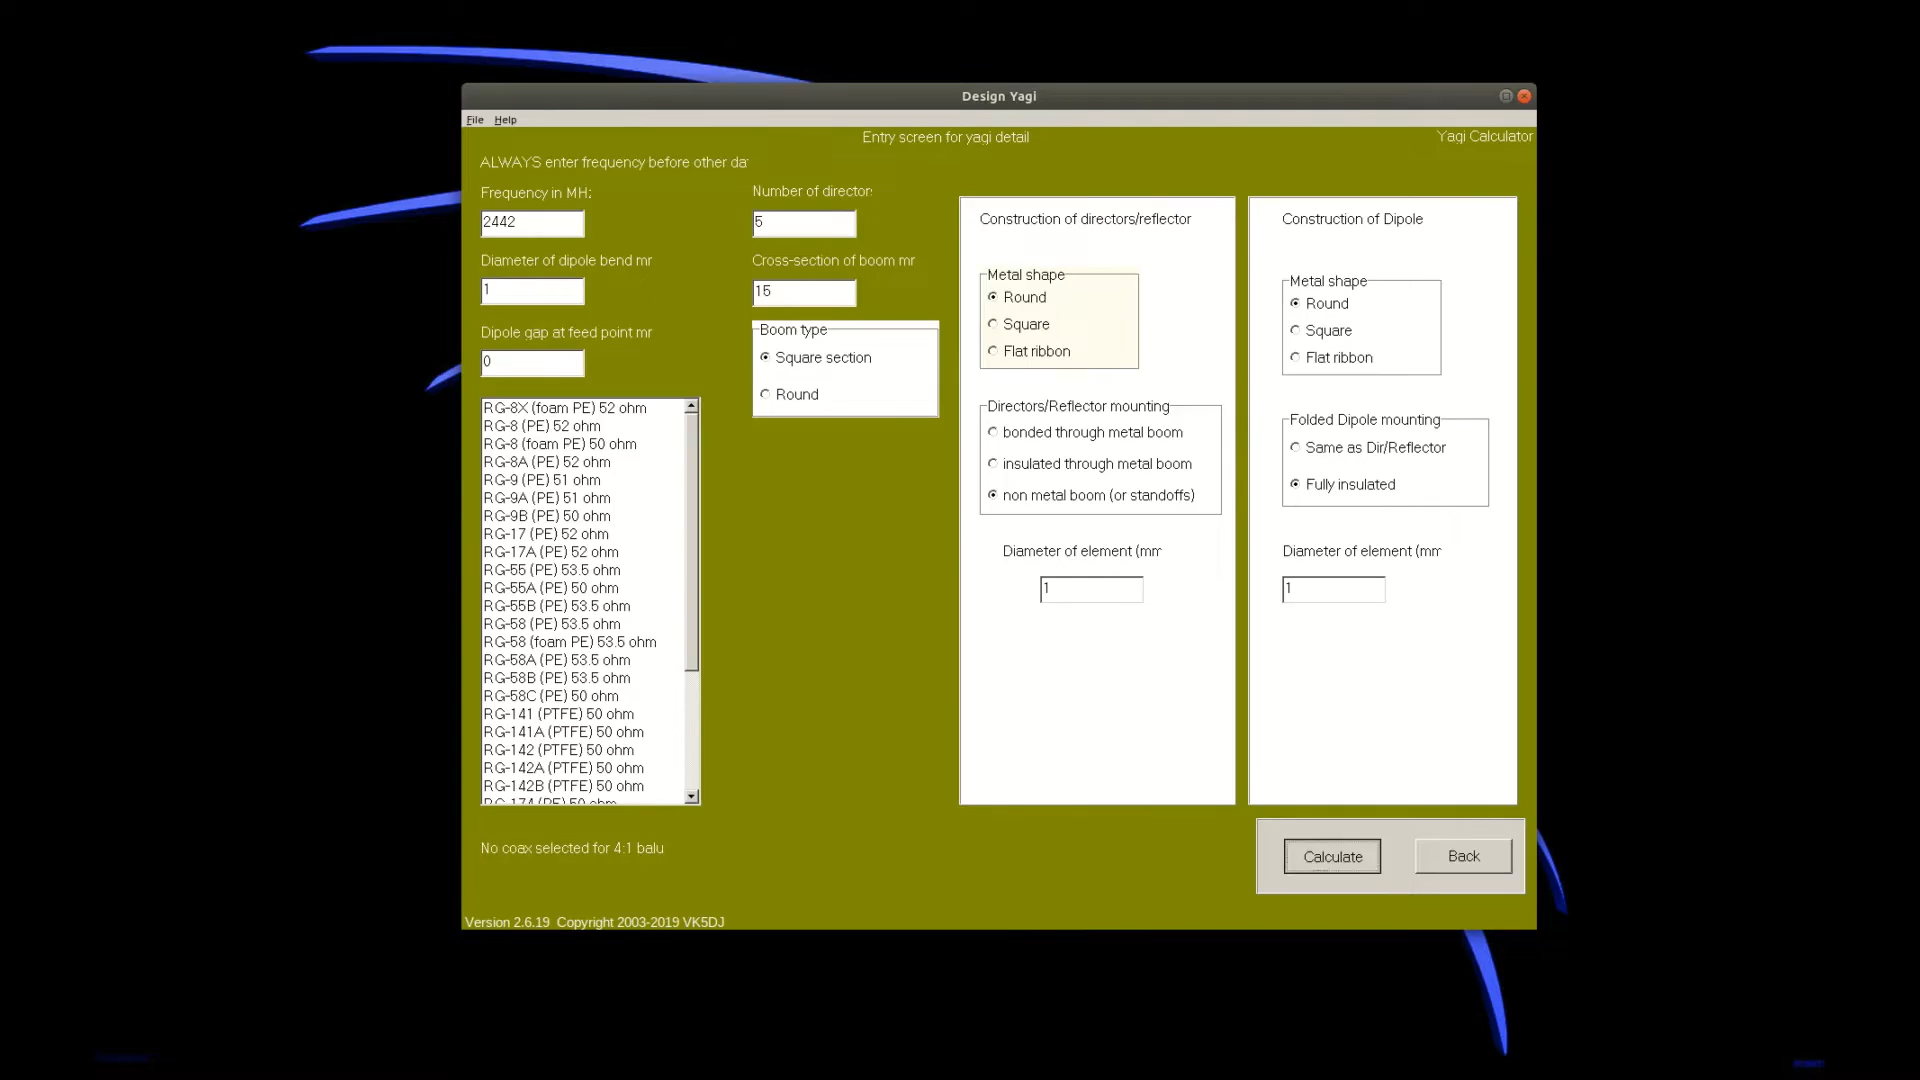 Design Yagi
File Help
Entry screen for yagi detail
Yagi Calculator
ALWAYS enter frequency before other da
Frequency in MH
2442
Diameter of dipole bend mr
1
Dipole gap at feed point mr
0
RG-8X (foam PE) 52 ohm
RG-8 (PE) 52 ohm
RG-8 (foam PE) 50 ohm
RG-8A (PE) 52 ohm
RG-9 (PE) 51 ohm
RG-9A (PE) 51 ohm
RG-9B (PE) 50 ohm
RG-17 (PE) 52 ohm
RG-17A (PE) 52 ohm
RG-55 (PE) 53.5 ohm
RG-55A (PE) 50 ohm
RG-55B (PE) 53.5 ohm
RG-58 (PE) 53.5 ohm
RG-58 (foam PE) 53.5 ohm
RG-58A (PE) 53.5 ohm
RG-58B (PE) 53.5 ohm
RG-58C (PE) 50 ohm
RG-141 (PTFE) 50 ohm
RG-141A (PTFE) 50 ohm
RG-142 (PTFE) 50 ohm
RG-142A (PTFE) 50 ohm
RG-142B (PTFE) 50 ohm
RG-174 (PE) 50 ohm
No coax selected for 4:1 balu
Number of director
5
Cross-section of boom mr
15
Boom type
Square section
Round
Construction of directors/reflector
Metal shape
Round
Square
Flat ribbon
Directors/Reflector mounting
bonded through metal boom
insulated through metal boom
non metal boom (or standoffs)
Diameter of element (mm
1
Construction of Dipole
Metal shape
Round
Square
Flat ribbon
Folded Dipole mounting
Same as Dir/Reflector
Fully insulated
Diameter of element (mm
1
Calculate
Back
Version 2.6.19 Copyright 2003-2019 VK5DJ